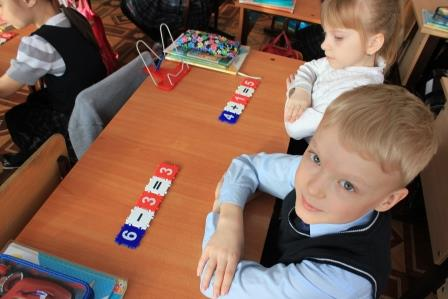 4 + 1 = 5
6 - 3 = 3